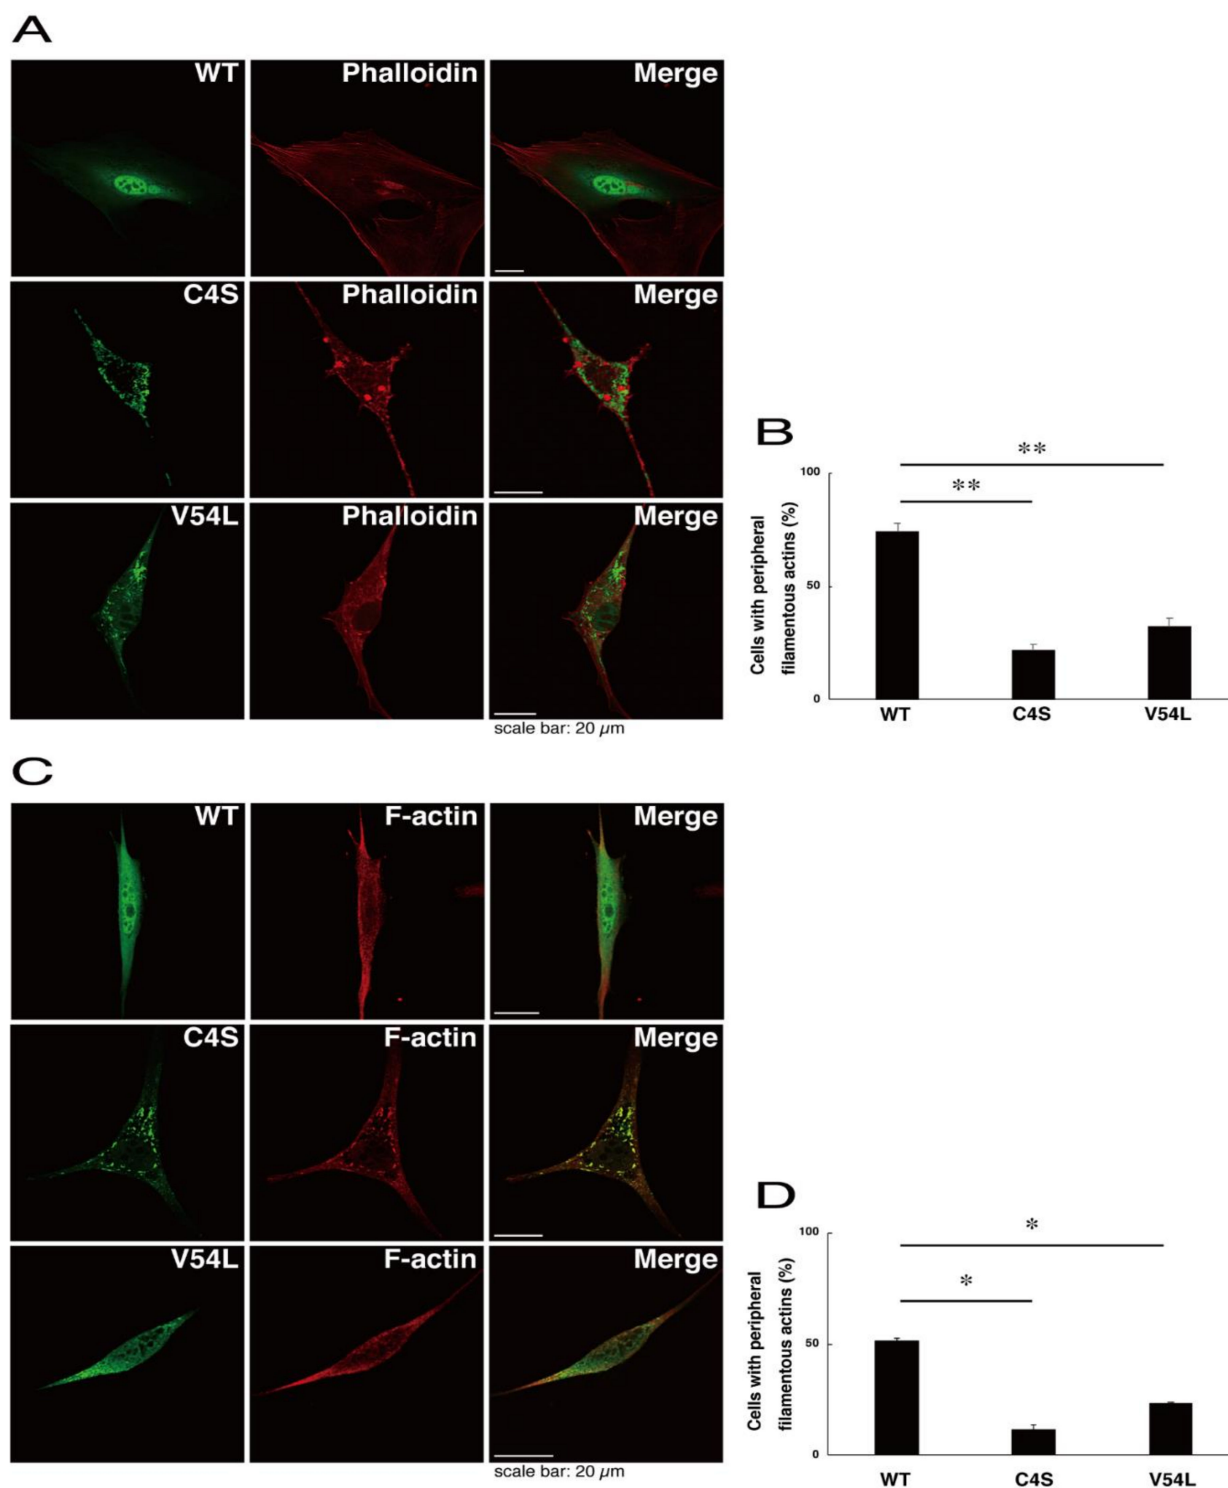 A
WT Phalloidin Merge
C4S Phalloidin Merge
V54L Phalloidin Merge
scale bar: 20 µm
B
Cells with peripheral
filamentous actins (%)
100
50
0
**
**
WT C4S V54L
C
WT F-actin Merge
C4S F-actin Merge
V54L F-actin Merge
scale bar: 20 µm
D
Cells with peripheral
filamentous actins (%)
100
50
0
*
*
WT C4S V54L